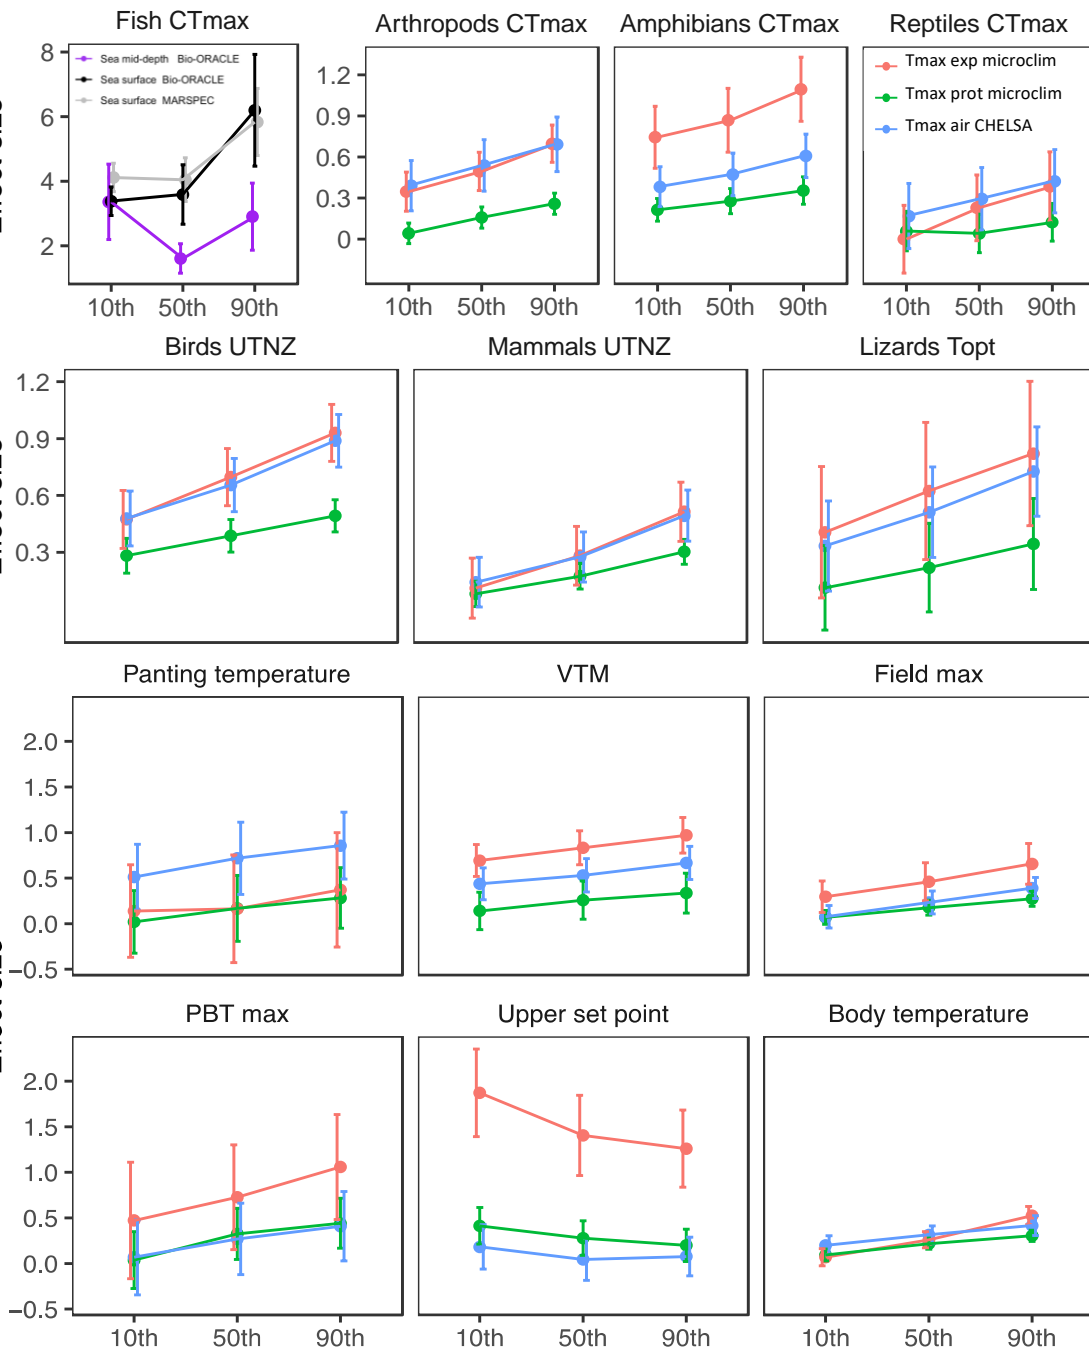 Fish CTmax
Arthropods CTmax
Amphibians CTmax
Reptiles CTmax
8
6
4
2
Sea mid-depth Bio-ORACLE
Sea surface Bio-ORACLE
Sea surface MARSPEC
1.2
0.9
0.6
0.3
0
Tmax exp microclim
Tmax prot microclim
Tmax air CHELSA
10th 50th 90th
10th 50th 90th
10th 50th 90th
10th 50th 90th
Birds UTNZ
Mammals UTNZ
Lizards Topt
1.2
0.9
0.6
0.3
Panting temperature
VTM
Field max
2.0
1.5
1.0
0.5
0.0
−0.5
PBT max
Upper set point
Body temperature
2.0
1.5
1.0
0.5
0.0
−0.5
10th 50th 90th
10th 50th 90th
10th 50th 90th